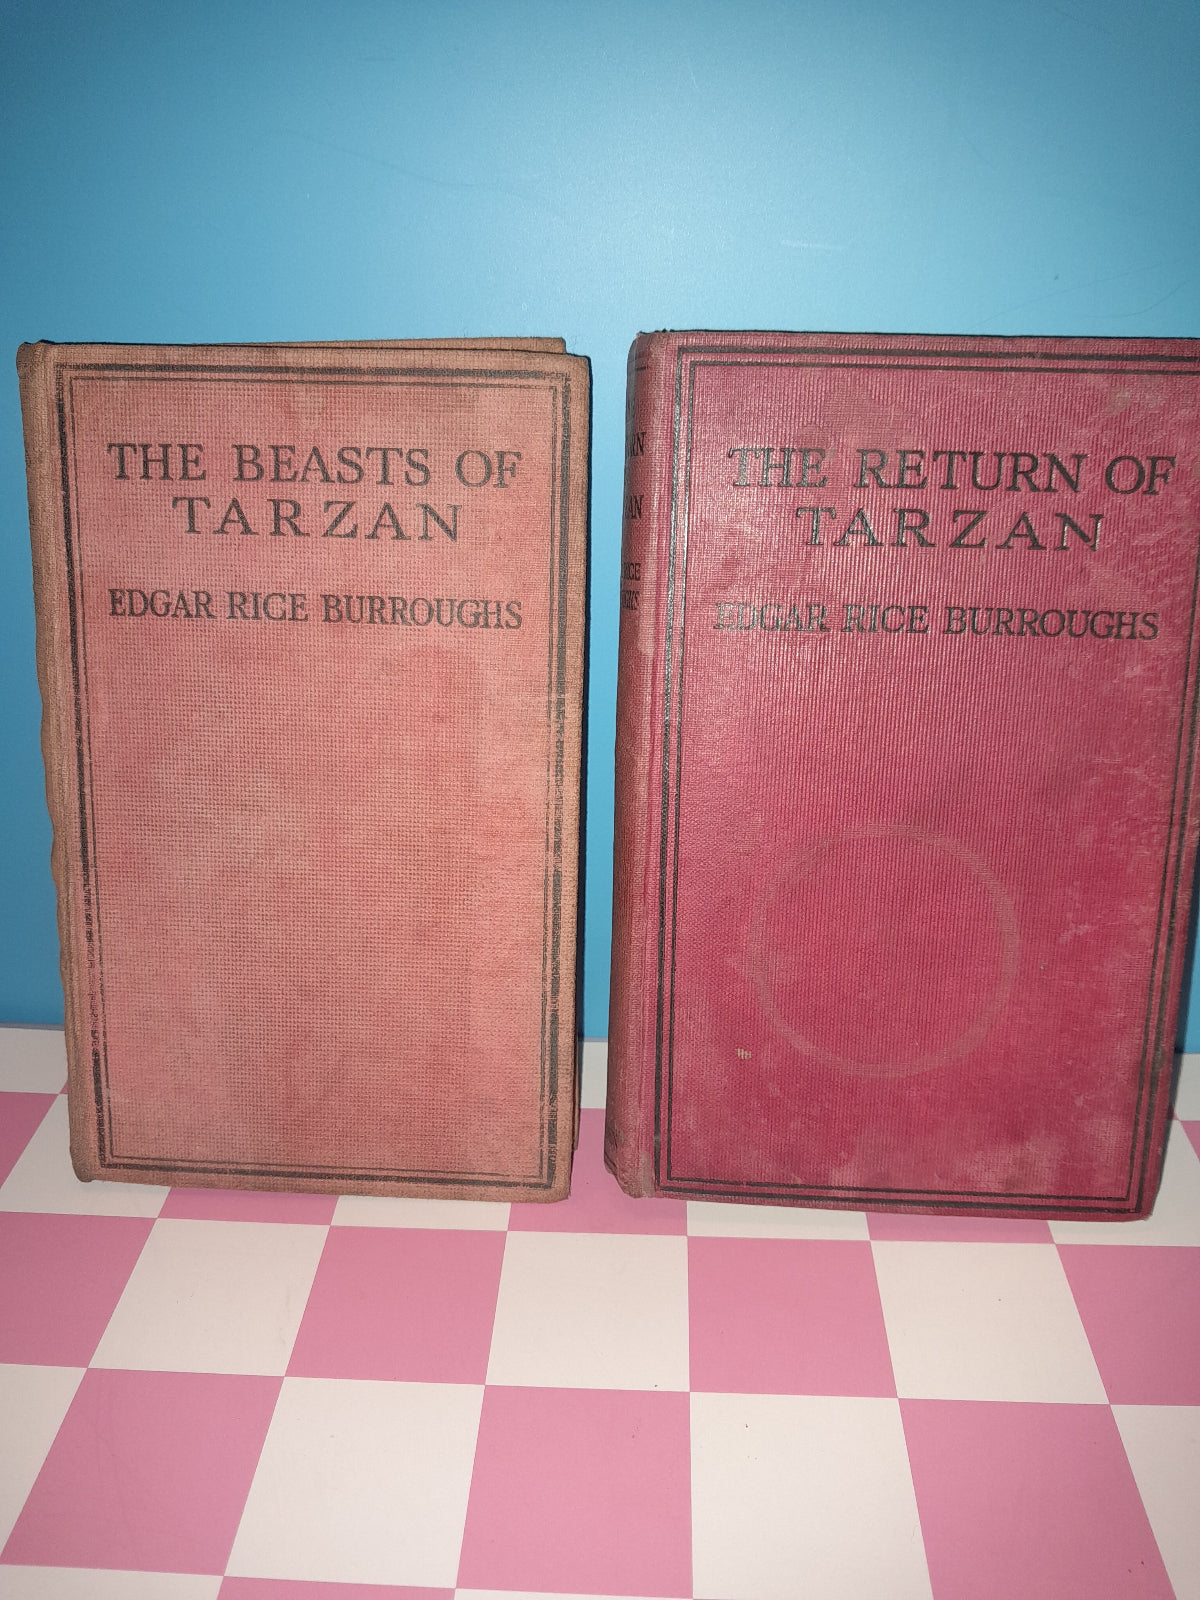 THE BEASTS OF
TARZAN
EDGAR RICE BURROUGHS
THE RETURN OF
TARZAN
EDGAR RICE BURROUGHS